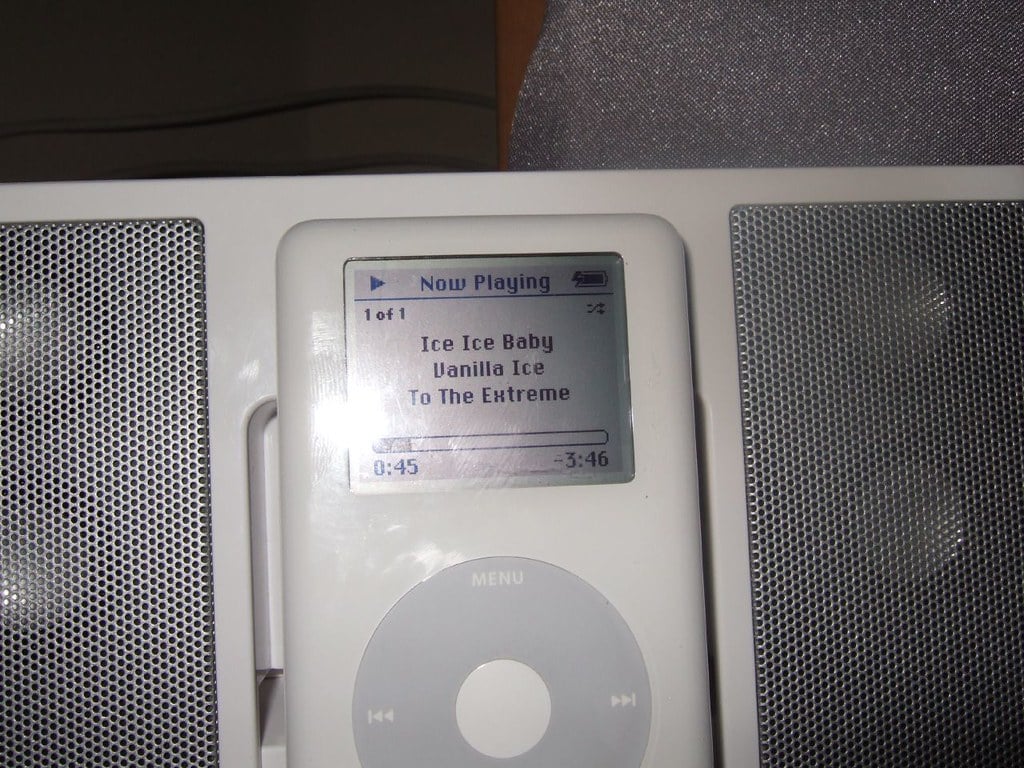 Now Playing
1 of 1
Ice Ice Baby
Vanilla Ice
To The Extreme
0:45 -3:46
MENU